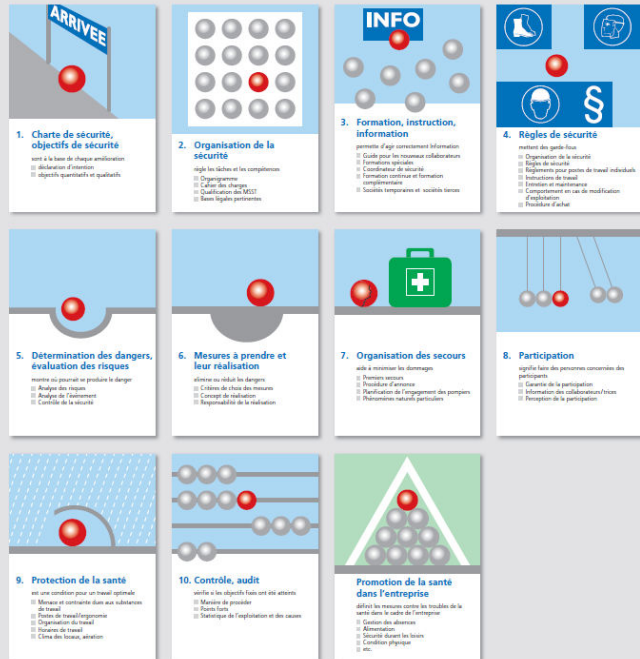 ARRIVEE
1. Charte de sécurité,
objectifs de sécurité
sont à la base de chaque amélioration
déclaration d'intention
objectifs quantitatifs et qualitatifs
2. Organisation de la
sécurité
règle les tâches et les compétences
Organigramme
Cahier des charges
Qualification des MSST
Bases légales pertinentes
INFO
3. Formation, instruction,
information
permette d'agir correctement Information
Guide pour les nouveaux collaborateurs
Formations spéciales
Coordinateur de sécurité
Formation continue et formation
complémentaire
Sociétés temporaires et sociétés tierces
§
4. Règles de sécurité
mettent des garde-fous
Organisation de la sécurité
Règles de sécurité
Règlements pour postes de travail individuels
Instructions de travail
Entretien et maintenance
Comportement en cas de modification
d'exploitation
Procédure d'achat
5. Détermination des dangers,
évaluation des risques
montre où pourrait se produire le danger
Analyse des risques
Analyse de l'événement
Contrôle de la sécurité
6. Mesures à prendre et
leur réalisation
élimine ou réduit les dangers
Critères de choix des mesures
Concept de réalisation
Responsabilité de la réalisation
7. Organisation des secours
aide à minimiser les dommages
Premiers secours
Procédure d'annonce
Planification de l'engagement des pompiers
Phénomènes naturels particuliers
8. Participation
signifie faire des personnes concernées des
participants
Garantie de la participation
Information des collaborateurs/trices
Perception de la participation
9. Protection de la santé
est une condition pour un travail optimale
Menace et contrainte dues aux substances
de travail
Postes de travail/ergonomie
Organisation du travail
Horaires de travail
Clima des locaux, aération
10. Contrôle, audit
vérifie si les objectifs fixés ont été atteints
Manière de procéder
Points forts
Statistique de l'exploitation et des causes
Promotion de la santé
dans l'entreprise
définit les mesures contre les troubles de la
santé dans le cadre de l'entreprise
Gestion des absences
Alimentation
Sécurité durant les loisirs
Condition physique
etc.